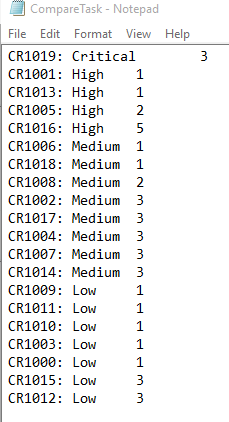 CompareTask - Notepad
File Edit Format View Help
CR1019: Critical 3
CR1001: High 1
CR1013: High 1
CR1005: High 2
CR1016: High 5
CR1006: Medium 1
CR1018: Medium 1
CR1008: Medium 2
CR1002: Medium 3
CR1017: Medium 3
CR1004: Medium 3
CR1007: Medium 3
CR1014: Medium 3
CR1009: Low 1
CR1011: Low 1
CR1010: Low 1
CR1003: Low 1
CR1000: Low 1
CR1015: Low 3
CR1012: Low 3